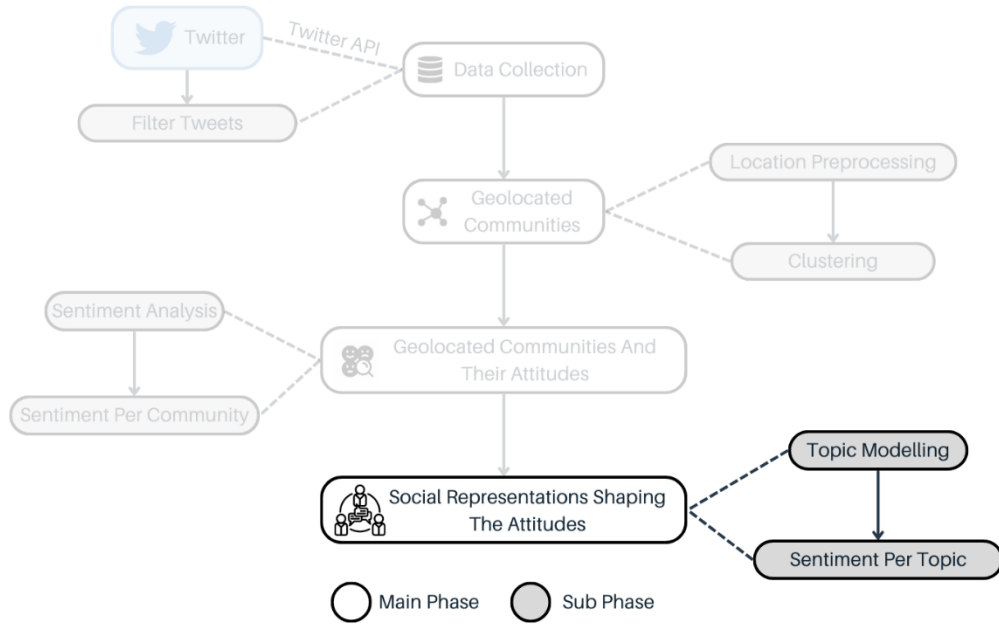 Twitter
Twitter API
Data Collection
Filter Tweets
Location Preprocessing
Geolocated
Communities
Clustering
Sentiment Analysis
Geolocated Communities And
Their Attitudes
Sentiment Per Community
Topic Modelling
Social Representations Shaping
The Attitudes
Sentiment Per Topic
Main Phase
Sub Phase